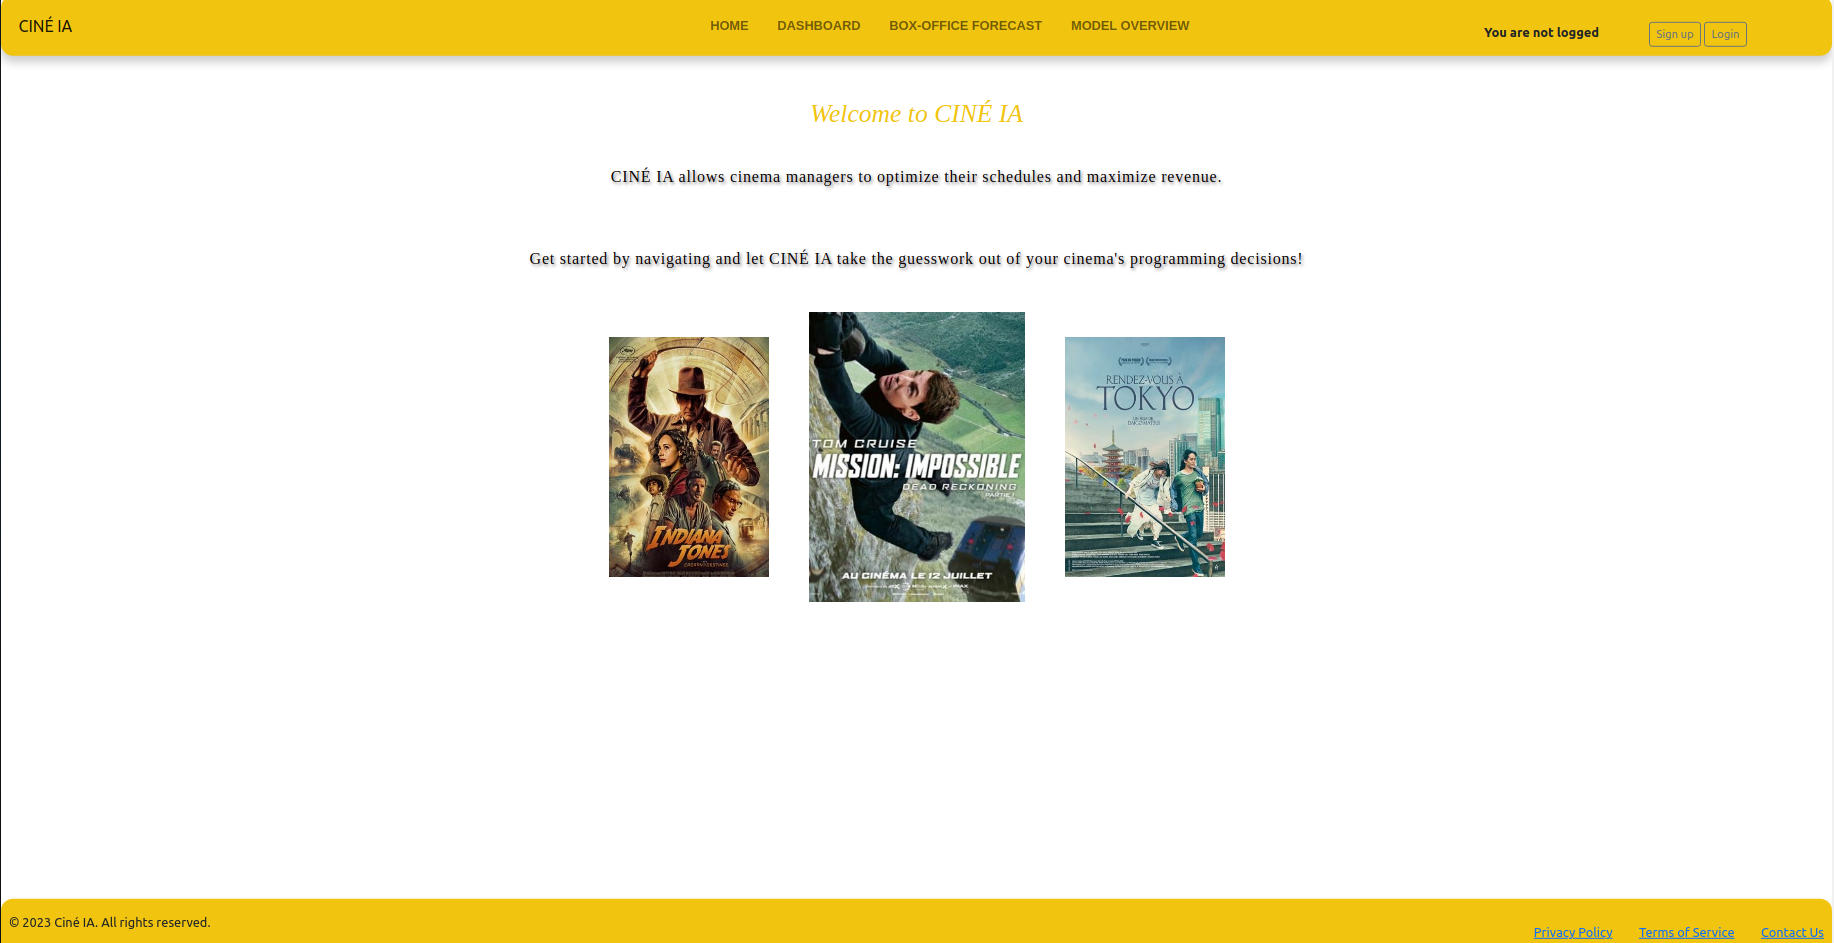 CINÉ IA
HOME DASHBOARD BOX-OFFICE FORECAST MODEL OVERVIEW
You are not logged
Sign up Login
Welcome to CINÉ IA
CINÉ IA allows cinema managers to optimize their schedules and maximize revenue.
Get started by navigating and let CINÉ IA take the guesswork out of your cinema's programming decisions!
INDIANA
JONES
TOM CRUISE
MISSION: IMPOSSIBLE
DEAD RECKONING
PARTIE 1
AU CINÉMA LE 12 JUILLET
RENDEZ-VOUS À
TOKYO
© 2023 Ciné IA. All rights reserved.
Privacy Policy Terms of Service Contact Us